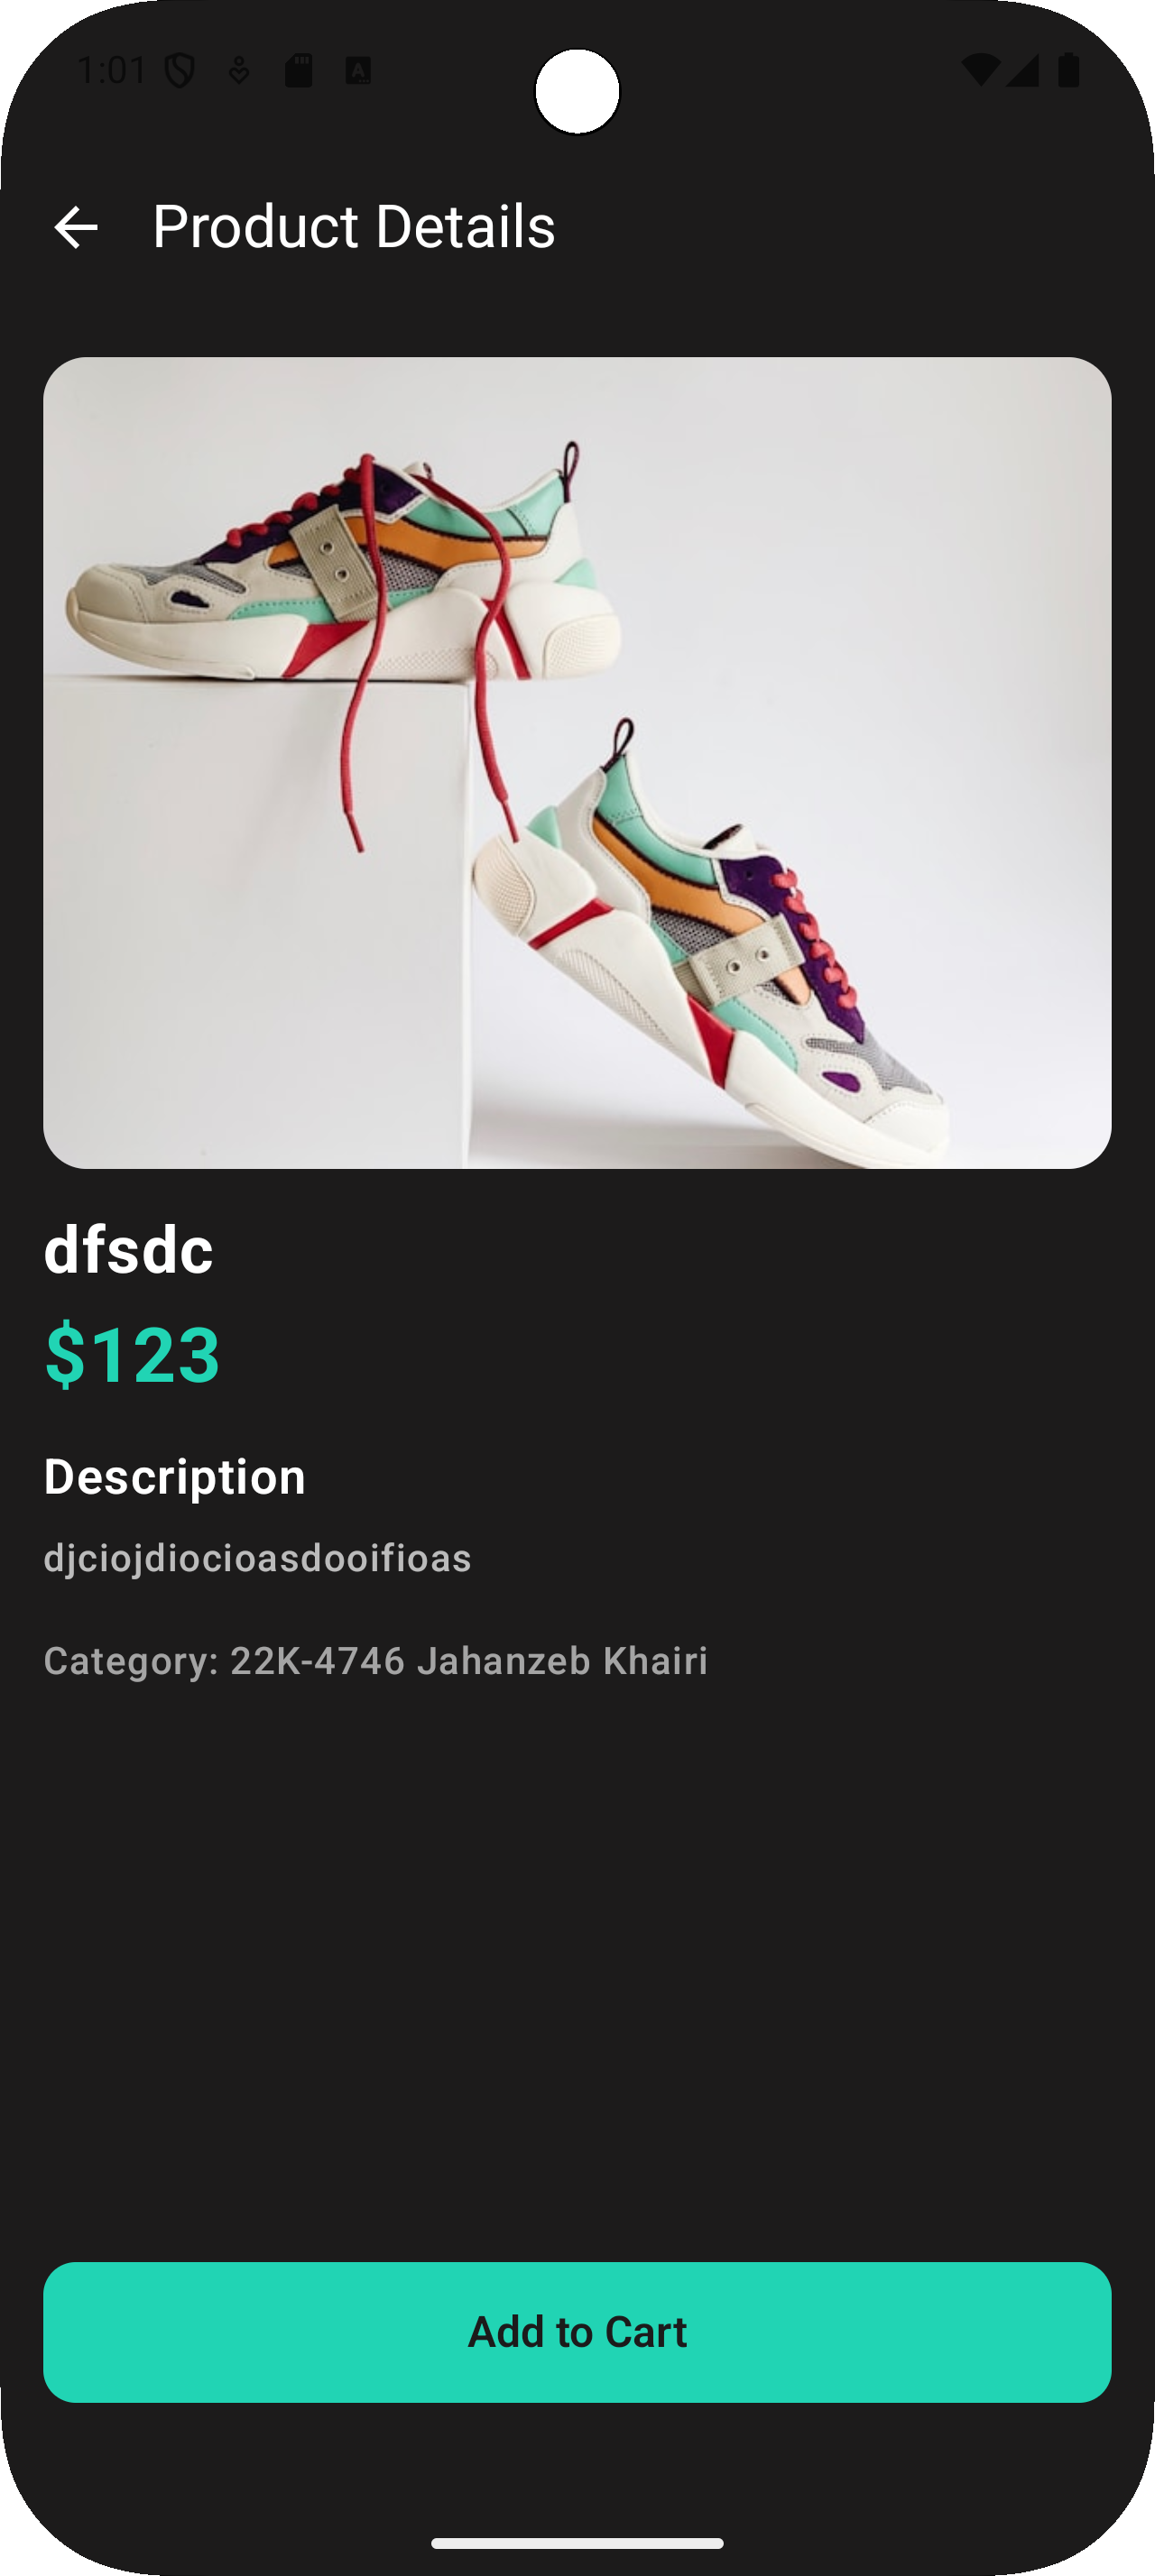 1:01
Product Details
dfsdc
$123
Description
djciojdiocioasdooifioas
Category: 22K-4746 Jahanzeb Khairi
Add to Cart